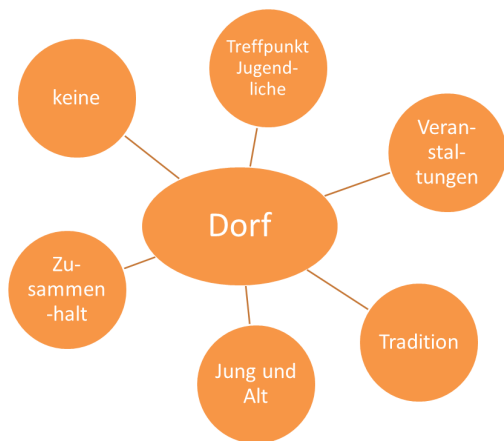 Treffpunkt
Jugend-
liche
keine
Veran-
stal-
tungen
Dorf
Zu-
sammen
-halt
Tradition
Jung und
Alt